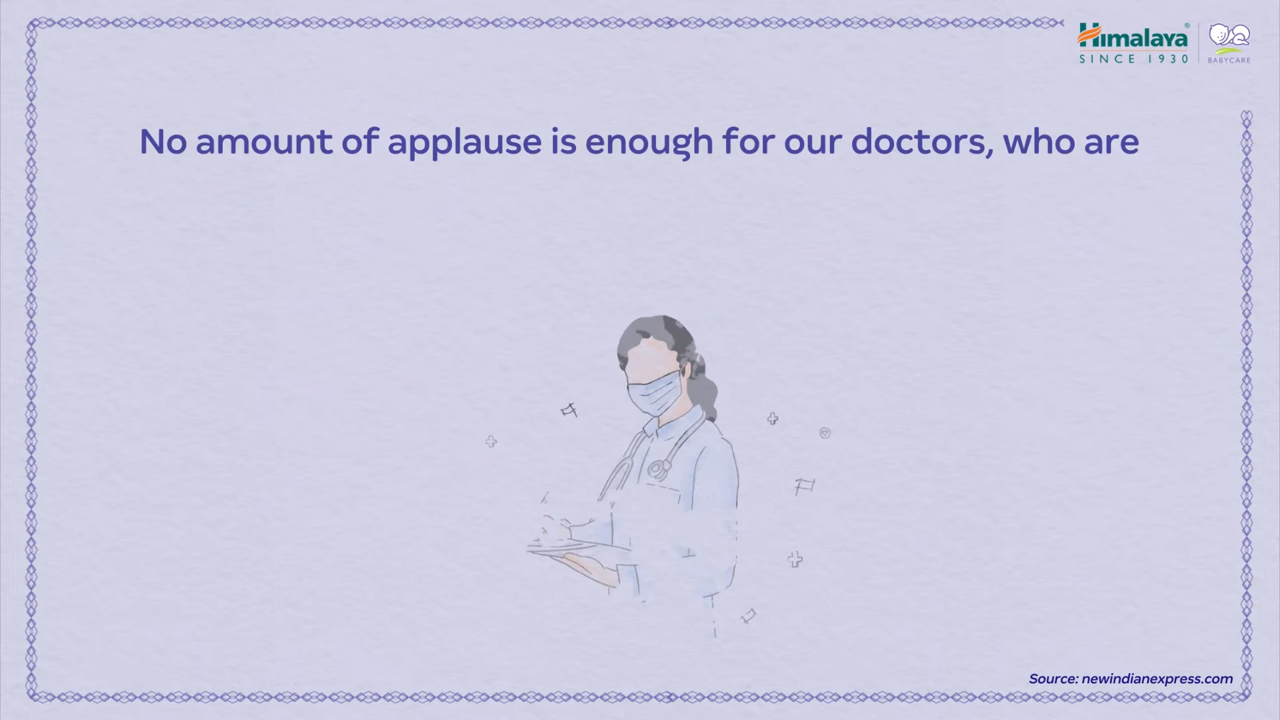 Himalaya
SINCE 1930
BABYCARE
No amount of applause is enough for our doctors, who are
Source: newindianexpress.com